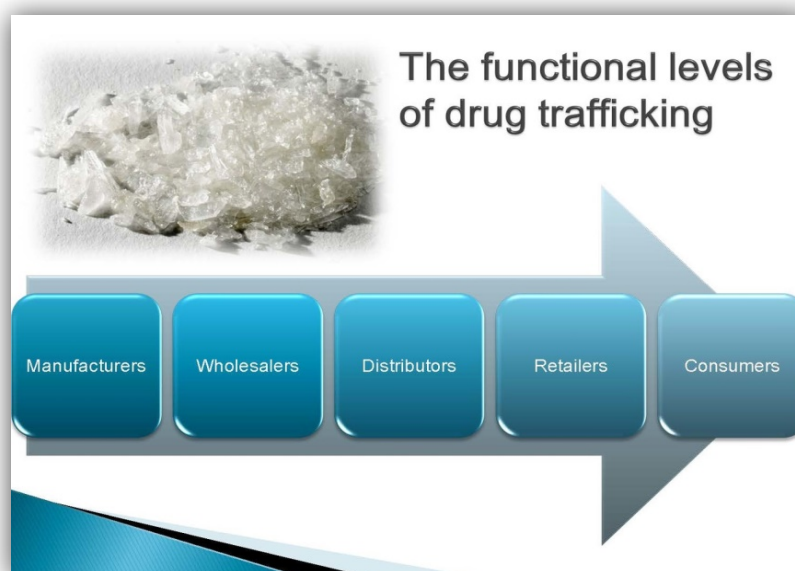 The functional levels
of drug trafficking
Manufacturers
Wholesalers
Distributors
Retailers
Consumers